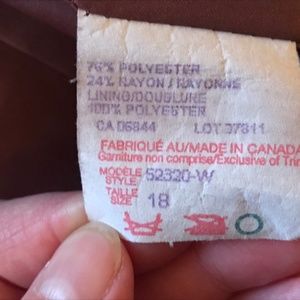 76% POLYESTER
24% RAYON / RAYONNE
LINING/DOUBLURE
100% POLYESTER
CA 06844 LOT 37811
FABRIQUÉ AU/MADE IN CANADA
Garniture non comprise/Exclusive of Trim
MODÈLE
STYLE 52320-W
TAILLE
SIZE 18